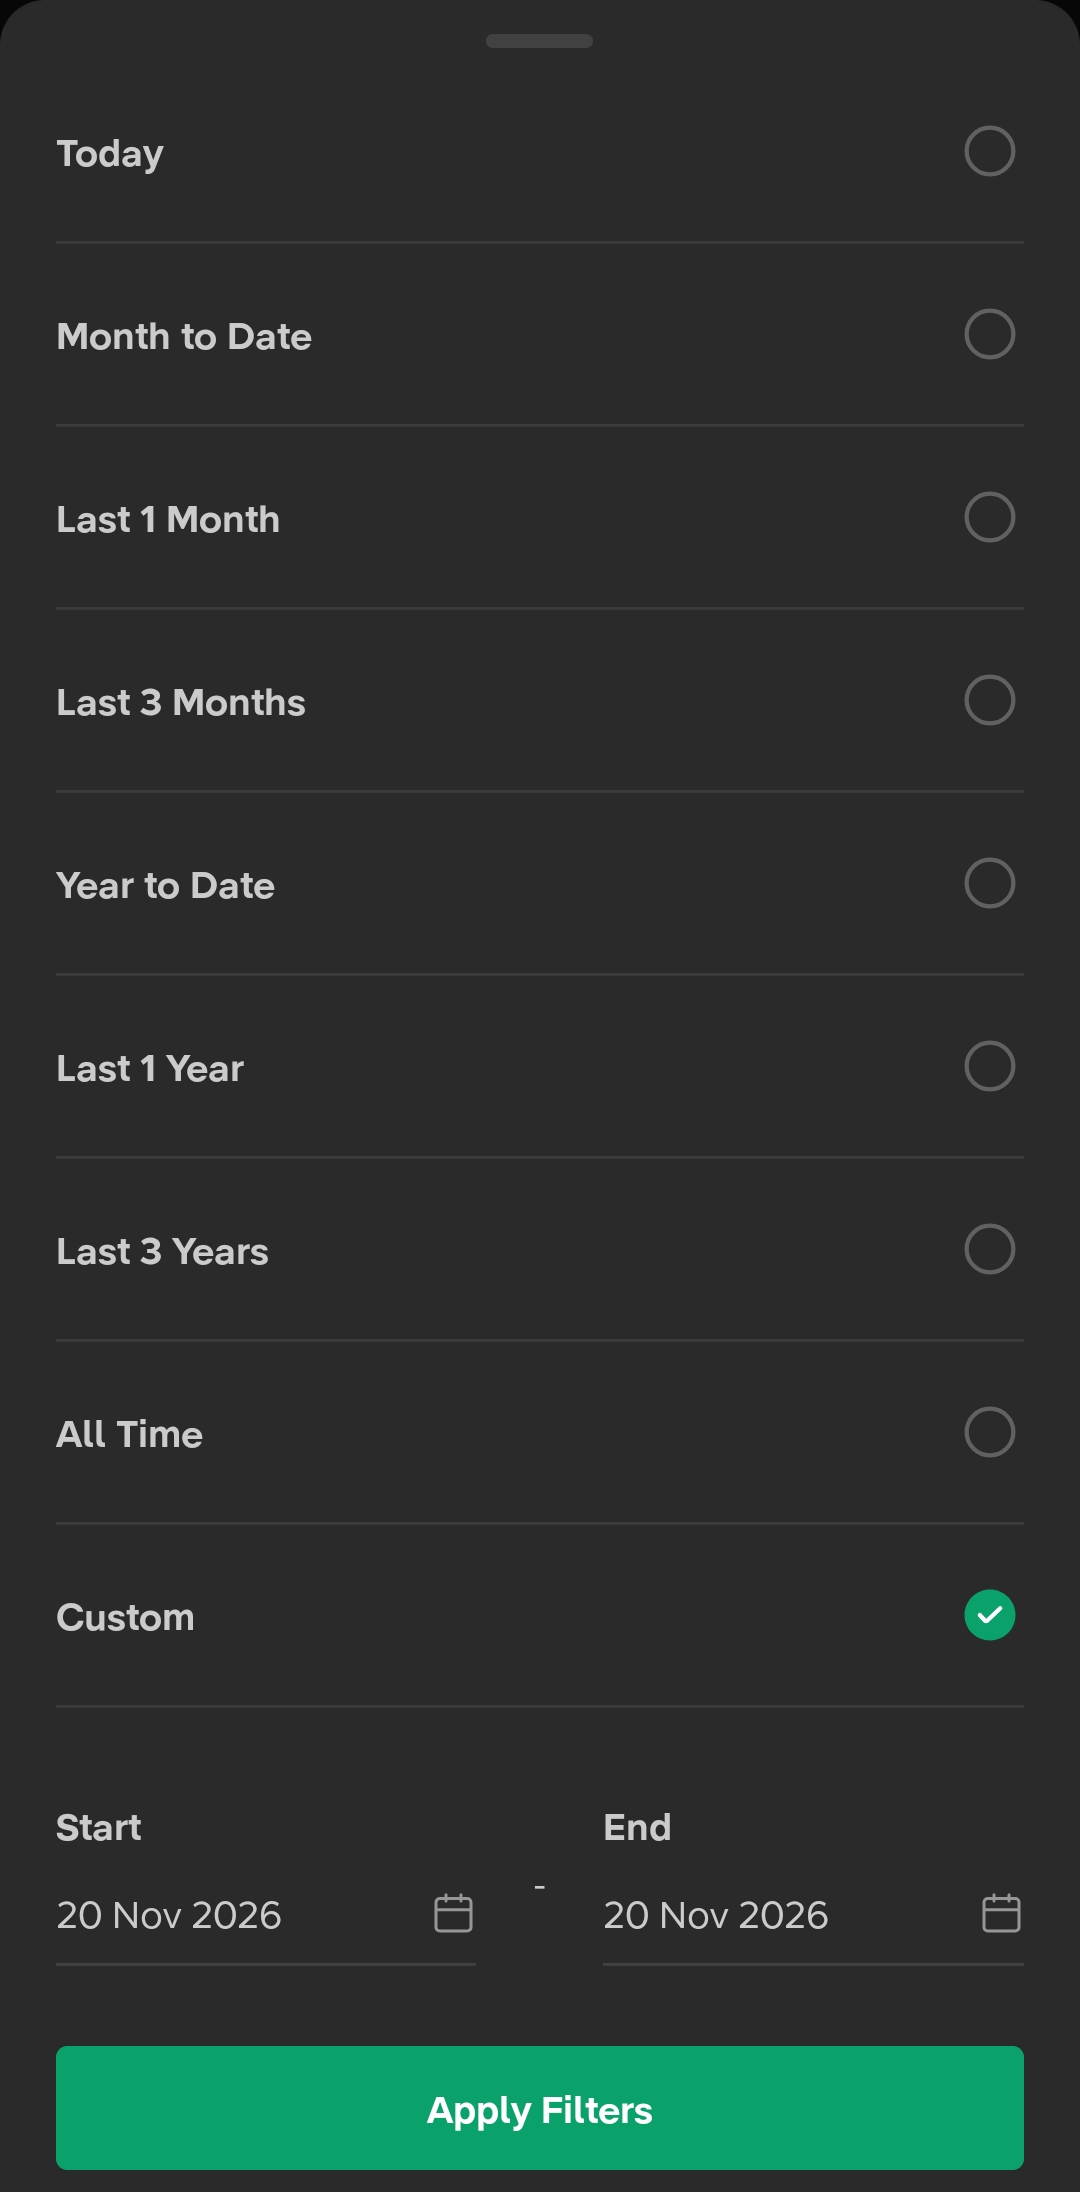 Today
Month to Date
Last 1 Month
Last 3 Months
Year to Date
Last 1 Year
Last 3 Years
All Time
Custom
Start
End
20 Nov 2026 - 20 Nov 2026
Apply Filters